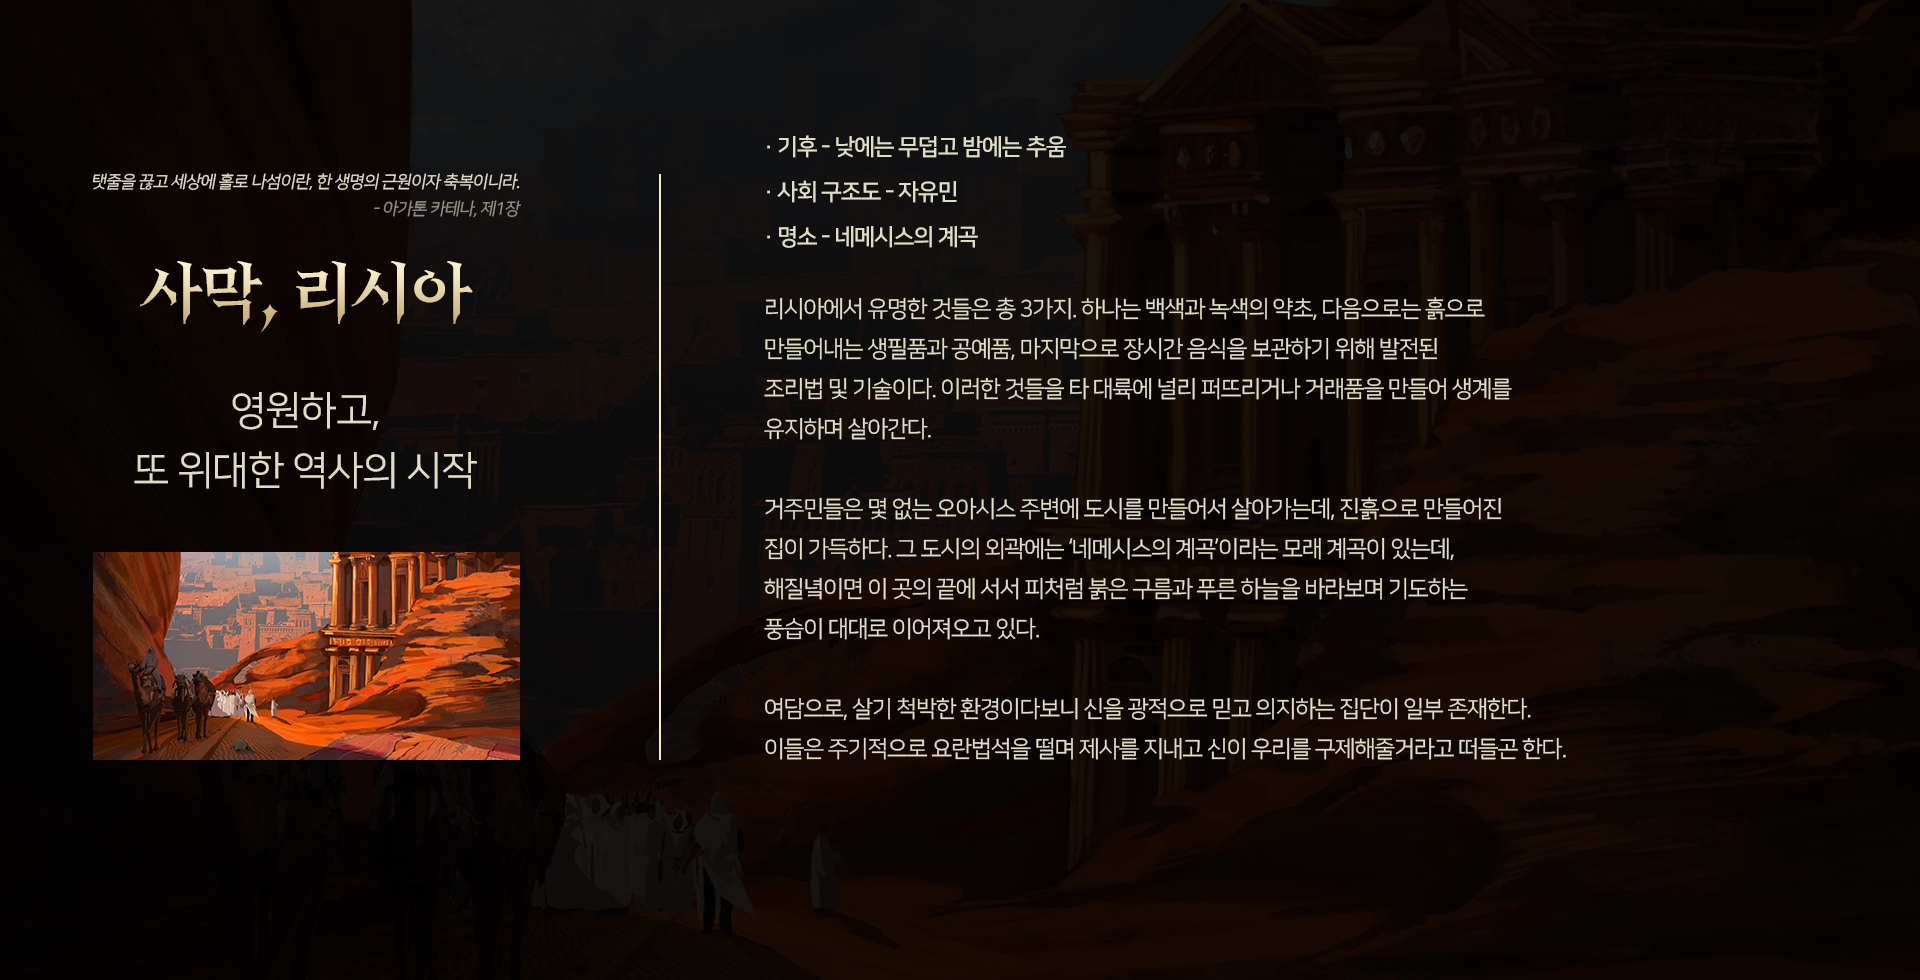 탯줄을 끊고 세상에 홀로 나섬이란, 한 생명의 근원이자 축복이니라.
- 아가톤 카테나, 제1장
사막, 리시아
영원하고,
또 위대한 역사의 시작
· 기후 - 낮에는 무덥고 밤에는 추움
· 사회 구조도 - 자유민
· 명소 - 네메시스의 계곡
리시아에서 유명한 것들은 총 3가지. 하나는 백색과 녹색의 약초, 다음으로는 흙으로
만들어내는 생필품과 공예품, 마지막으로 장시간 음식을 보관하기 위해 발전된
조리법 및 기술이다. 이러한 것들을 타 대륙에 널리 퍼뜨리거나 거래품을 만들어 생계를
유지하며 살아간다.
거주민들은 몇 없는 오아시스 주변에 도시를 만들어서 살아가는데, 진흙으로 만들어진
집이 가득하다. 그 도시의 외곽에는 ‘네메시스의 계곡’이라는 모래 계곡이 있는데,
해질녘이면 이 곳의 끝에 서서 피처럼 붉은 구름과 푸른 하늘을 바라보며 기도하는
풍습이 대대로 이어져오고 있다.
여담으로, 살기 척박한 환경이다보니 신을 광적으로 믿고 의지하는 집단이 일부 존재한다.
이들은 주기적으로 요란법석을 떨며 제사를 지내고 신이 우리를 구제해줄거라고 떠들곤 한다.